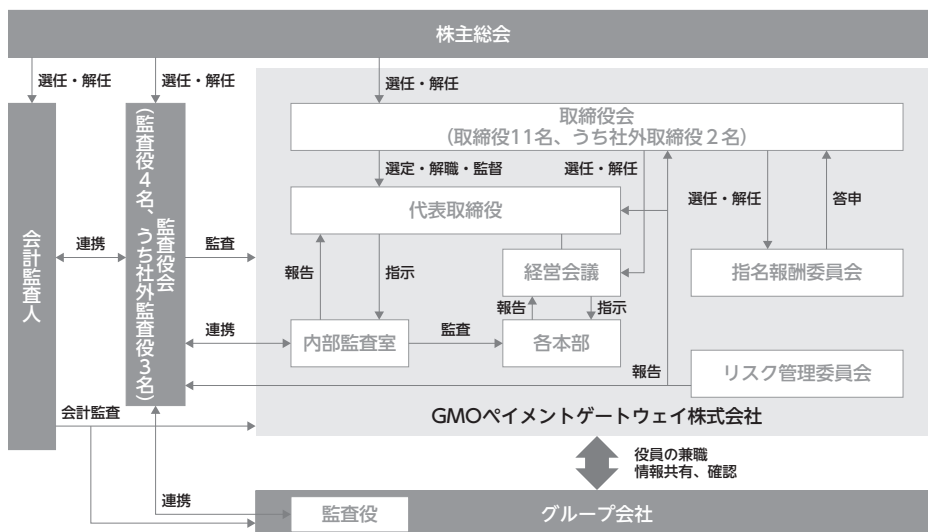 株主総会
選任・解任
選任・解任
選任・解任
取締役会
（取締役11名、うち社外取締役２名）
選定・解職・監督
選任・解任
代表取締役
選任・解任
答申
会計監査人
連携
監査役会
（監査役４名、うち社外監査役３名）
監査
報告
指示
経営会議
指名報酬委員会
報告
指示
連携
内部監査室
監査
各本部
報告
リスク管理委員会
会計監査
GMOペイメントゲートウェイ株式会社
役員の兼職
情報共有、確認
連携
監査役
グループ会社